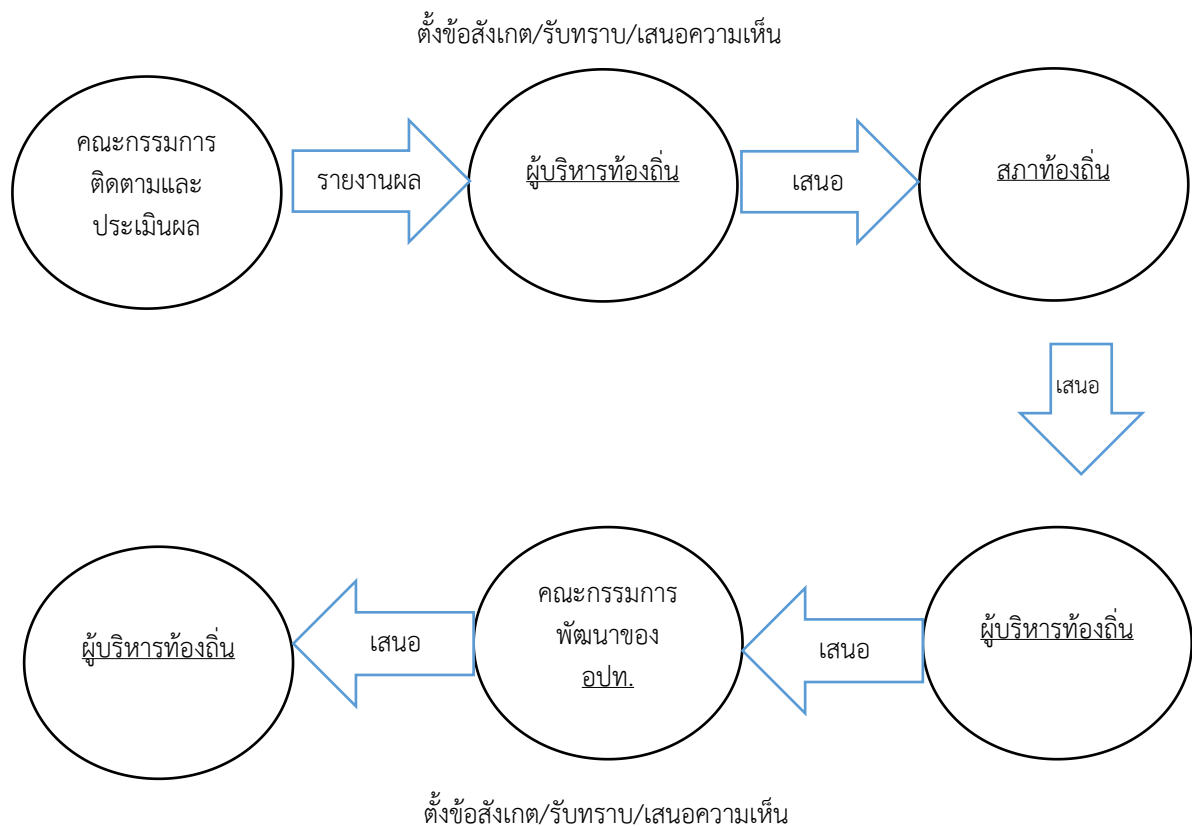 ตั้งข้อสังเกต/รับทราบ/เสนอความเห็น
คณะกรรมการ
ติดตามและ
ประเมินผล
รายงานผล
ผู้บริหารท้องถิ่น
เสนอ
สภาท้องถิ่น
เสนอ
ผู้บริหารท้องถิ่น
เสนอ
คณะกรรมการ
พัฒนาของ
อปท.
เสนอ
ผู้บริหารท้องถิ่น
ตั้งข้อสังเกต/รับทราบ/เสนอความเห็น